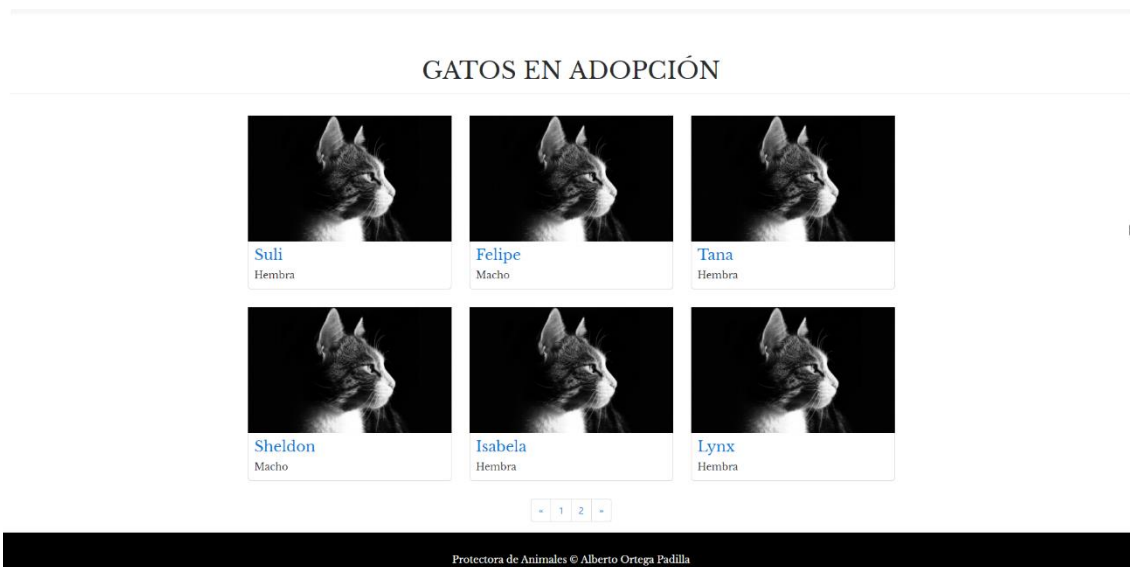 GATOS EN ADOPCIÓN
Suli
Hembra
Felipe
Macho
Tana
Hembra
Sheldon
Macho
Isabela
Hembra
Lynx
Hembra
« 1 2 »
Protectora de Animales © Alberto Ortega Padilla